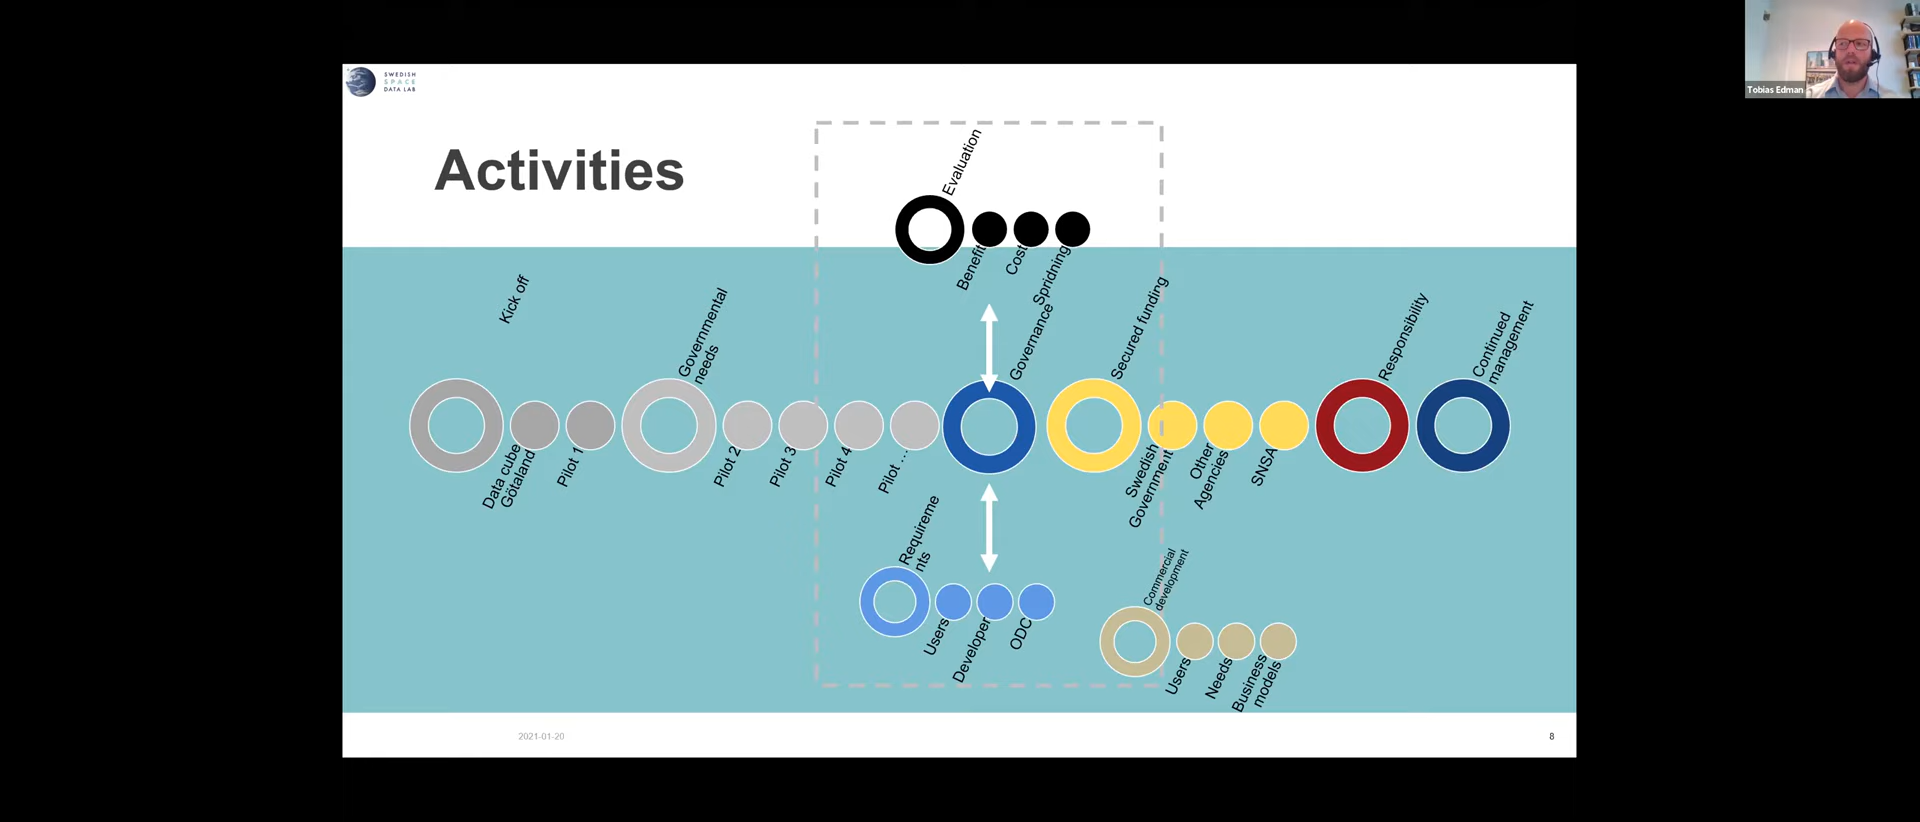 SWEDISH
SPACE
DATA LAB
Tobias Edman
Activities
Evaluation
Benefit
Cost
Spridning
Kick off
Governmental
needs
Governance
Secured funding
Responsibility
Continued
management
Data cube
Götaland
Pilot 1
Pilot 2
Pilot 3
Pilot 4
Pilot ...
Swedish
Government
Other
Agencies
SNSA
Requireme
nts
Users
Developer
ODC
Commercial
development
Users
Needs
Business
models
2021-01-20
8